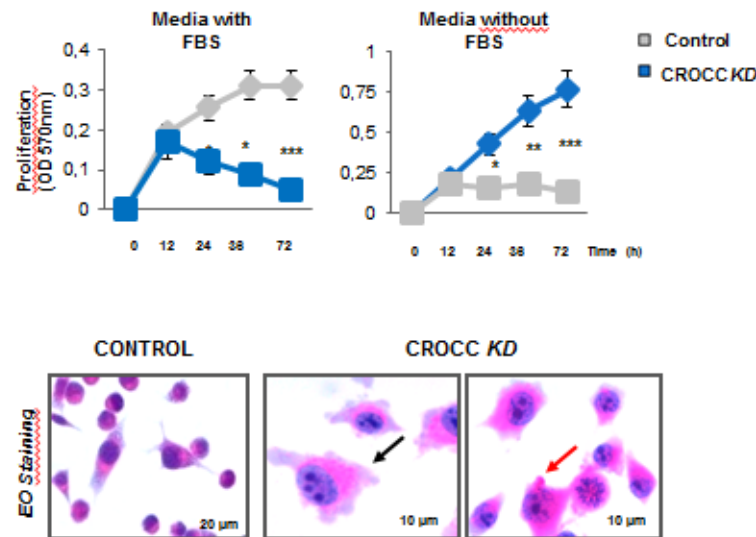 Media with
FBS
Media without
FBS
Control
CROCC KD
Proliferation
(OD 570nm)
0,4
0,3
0,2
0,1
0
1
0,75
0,5
0,25
0
*
*
***
*
**
***
0
12
24
36
72
0
12
24
36
72
Time (h)
CONTROL
CROCC KD
EO Staining
20 µm
10 µm
10 µm